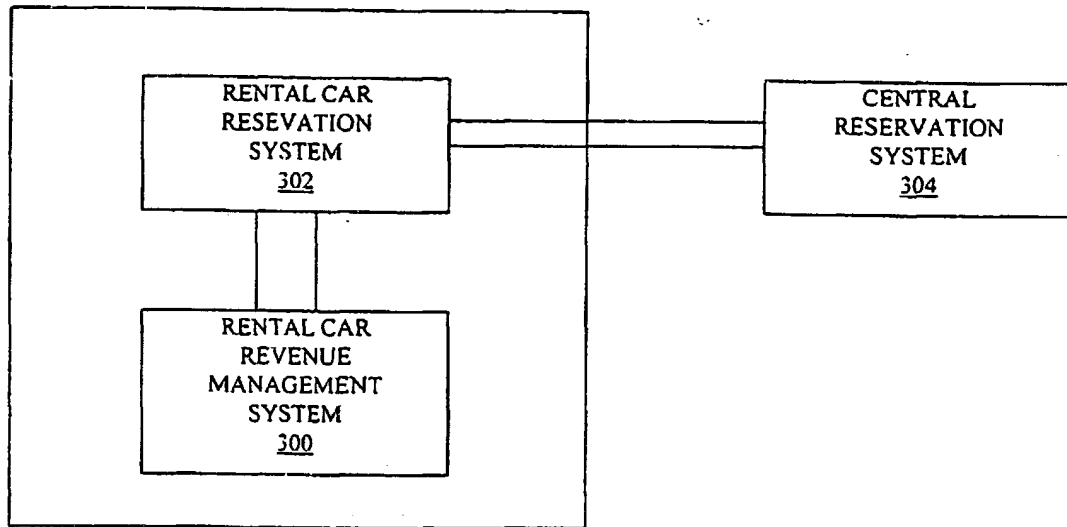 RENTAL CAR
RESEVATION
SYSTEM
302
CENTRAL
RESERVATION
SYSTEM
304
RENTAL CAR
REVENUE
MANAGEMENT
SYSTEM
300